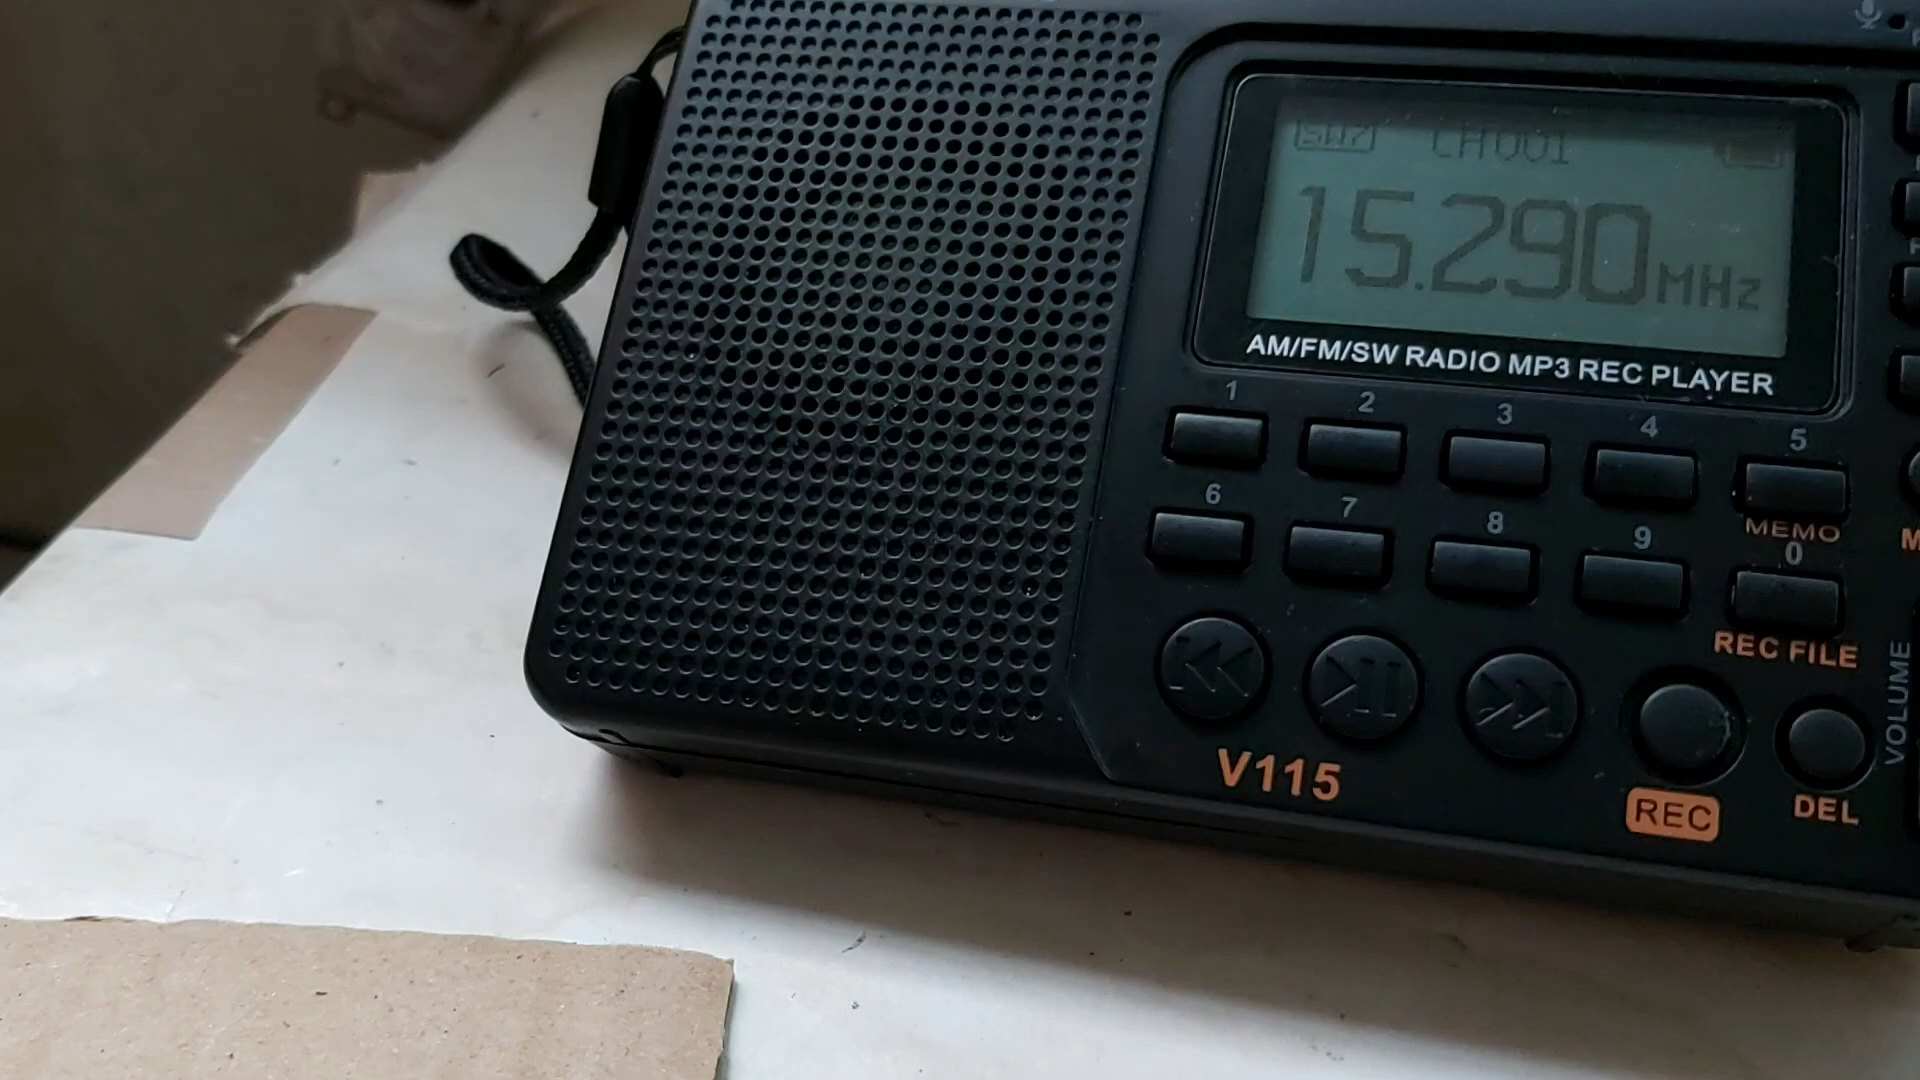 SW7 CH001
15.290MHz
AM/FM/SW RADIO MP3 REC PLAYER
1 2 3 4 5
MEMO
6 7 8 9 0
REC FILE
VOLUME
V115
REC
DEL